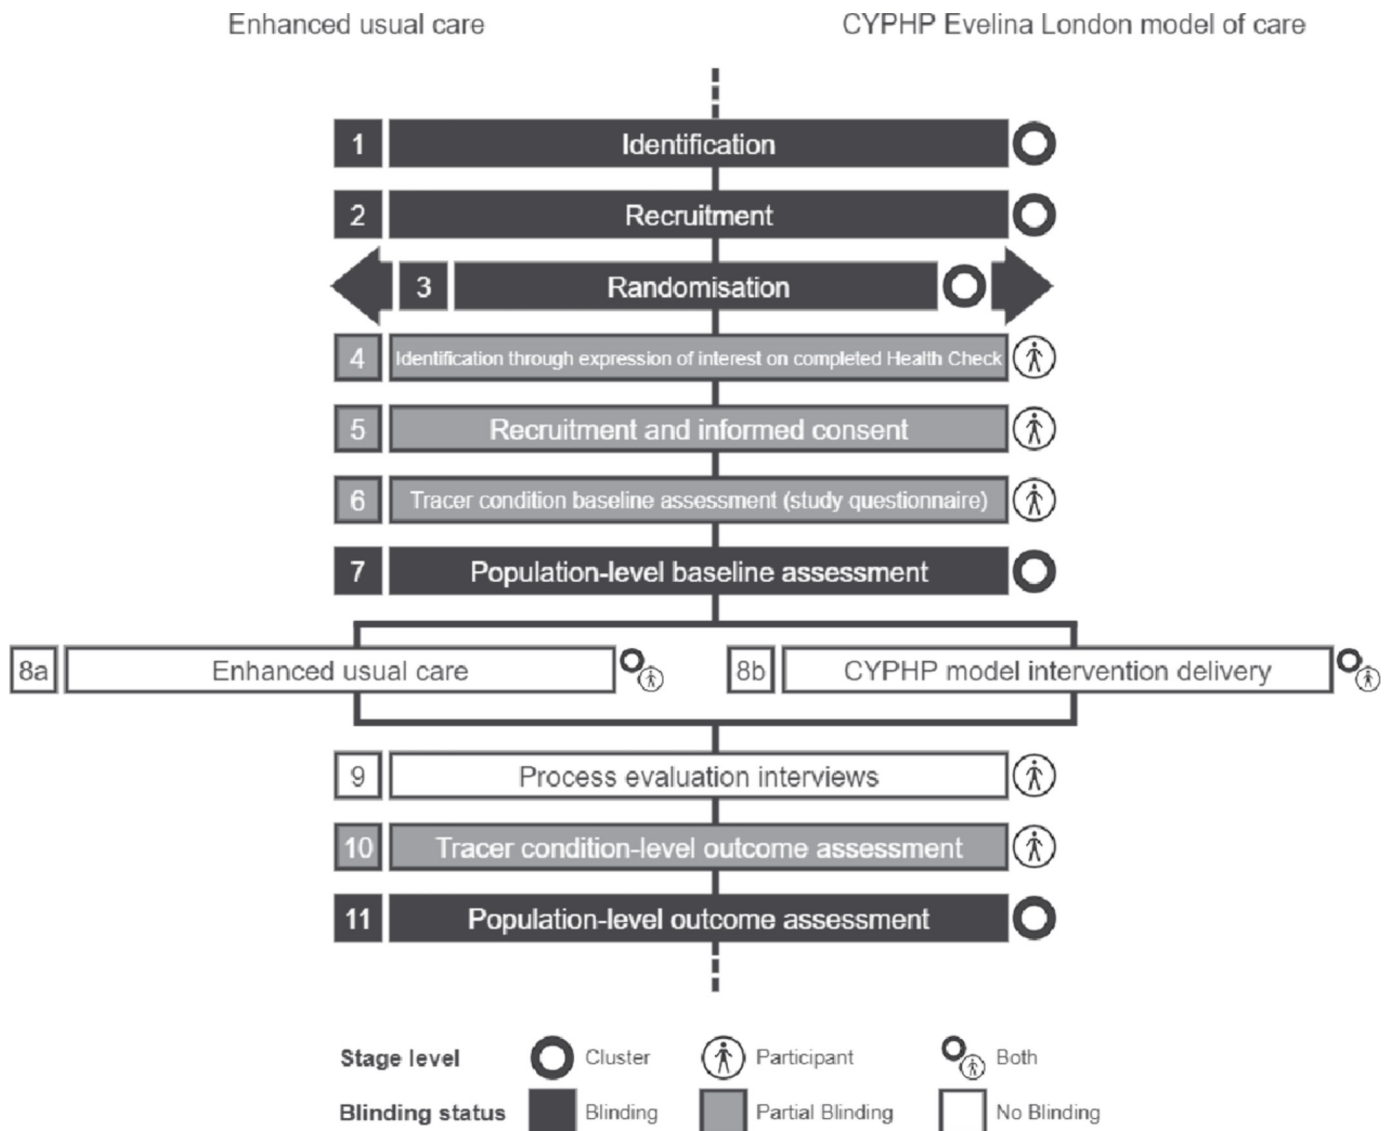 Enhanced usual care
CYPHP Evelina London model of care
1 Identification
2 Recruitment
3 Randomisation
4 Identification through expression of interest on completed Health Check
5 Recruitment and informed consent
6 Tracer condition baseline assessment (study questionnaire)
7 Population-level baseline assessment
8a Enhanced usual care
8b CYPHP model intervention delivery
9 Process evaluation interviews
10 Tracer condition-level outcome assessment
11 Population-level outcome assessment
Stage level Cluster Participant Both
Blinding status Blinding Partial Blinding No Blinding